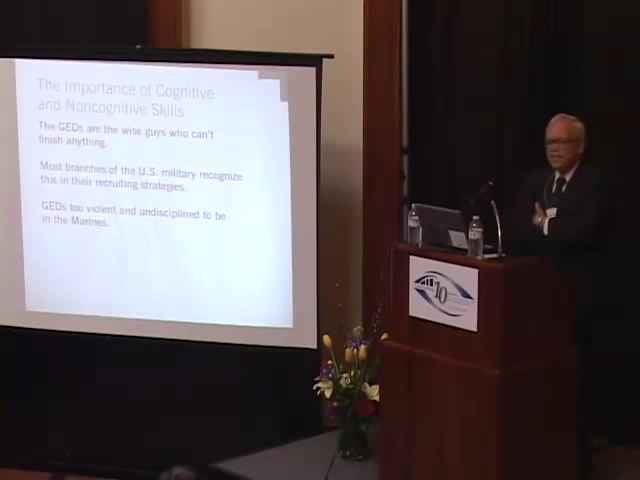 The Importance of Cognitive
and Noncognitive Skills
The GEDs are the wise guys who can't
finish anything.
Most branches of the U.S. military recognize
this in their recruiting strategies.
GEDs too violent and undisciplined to be
in the Marines.
10